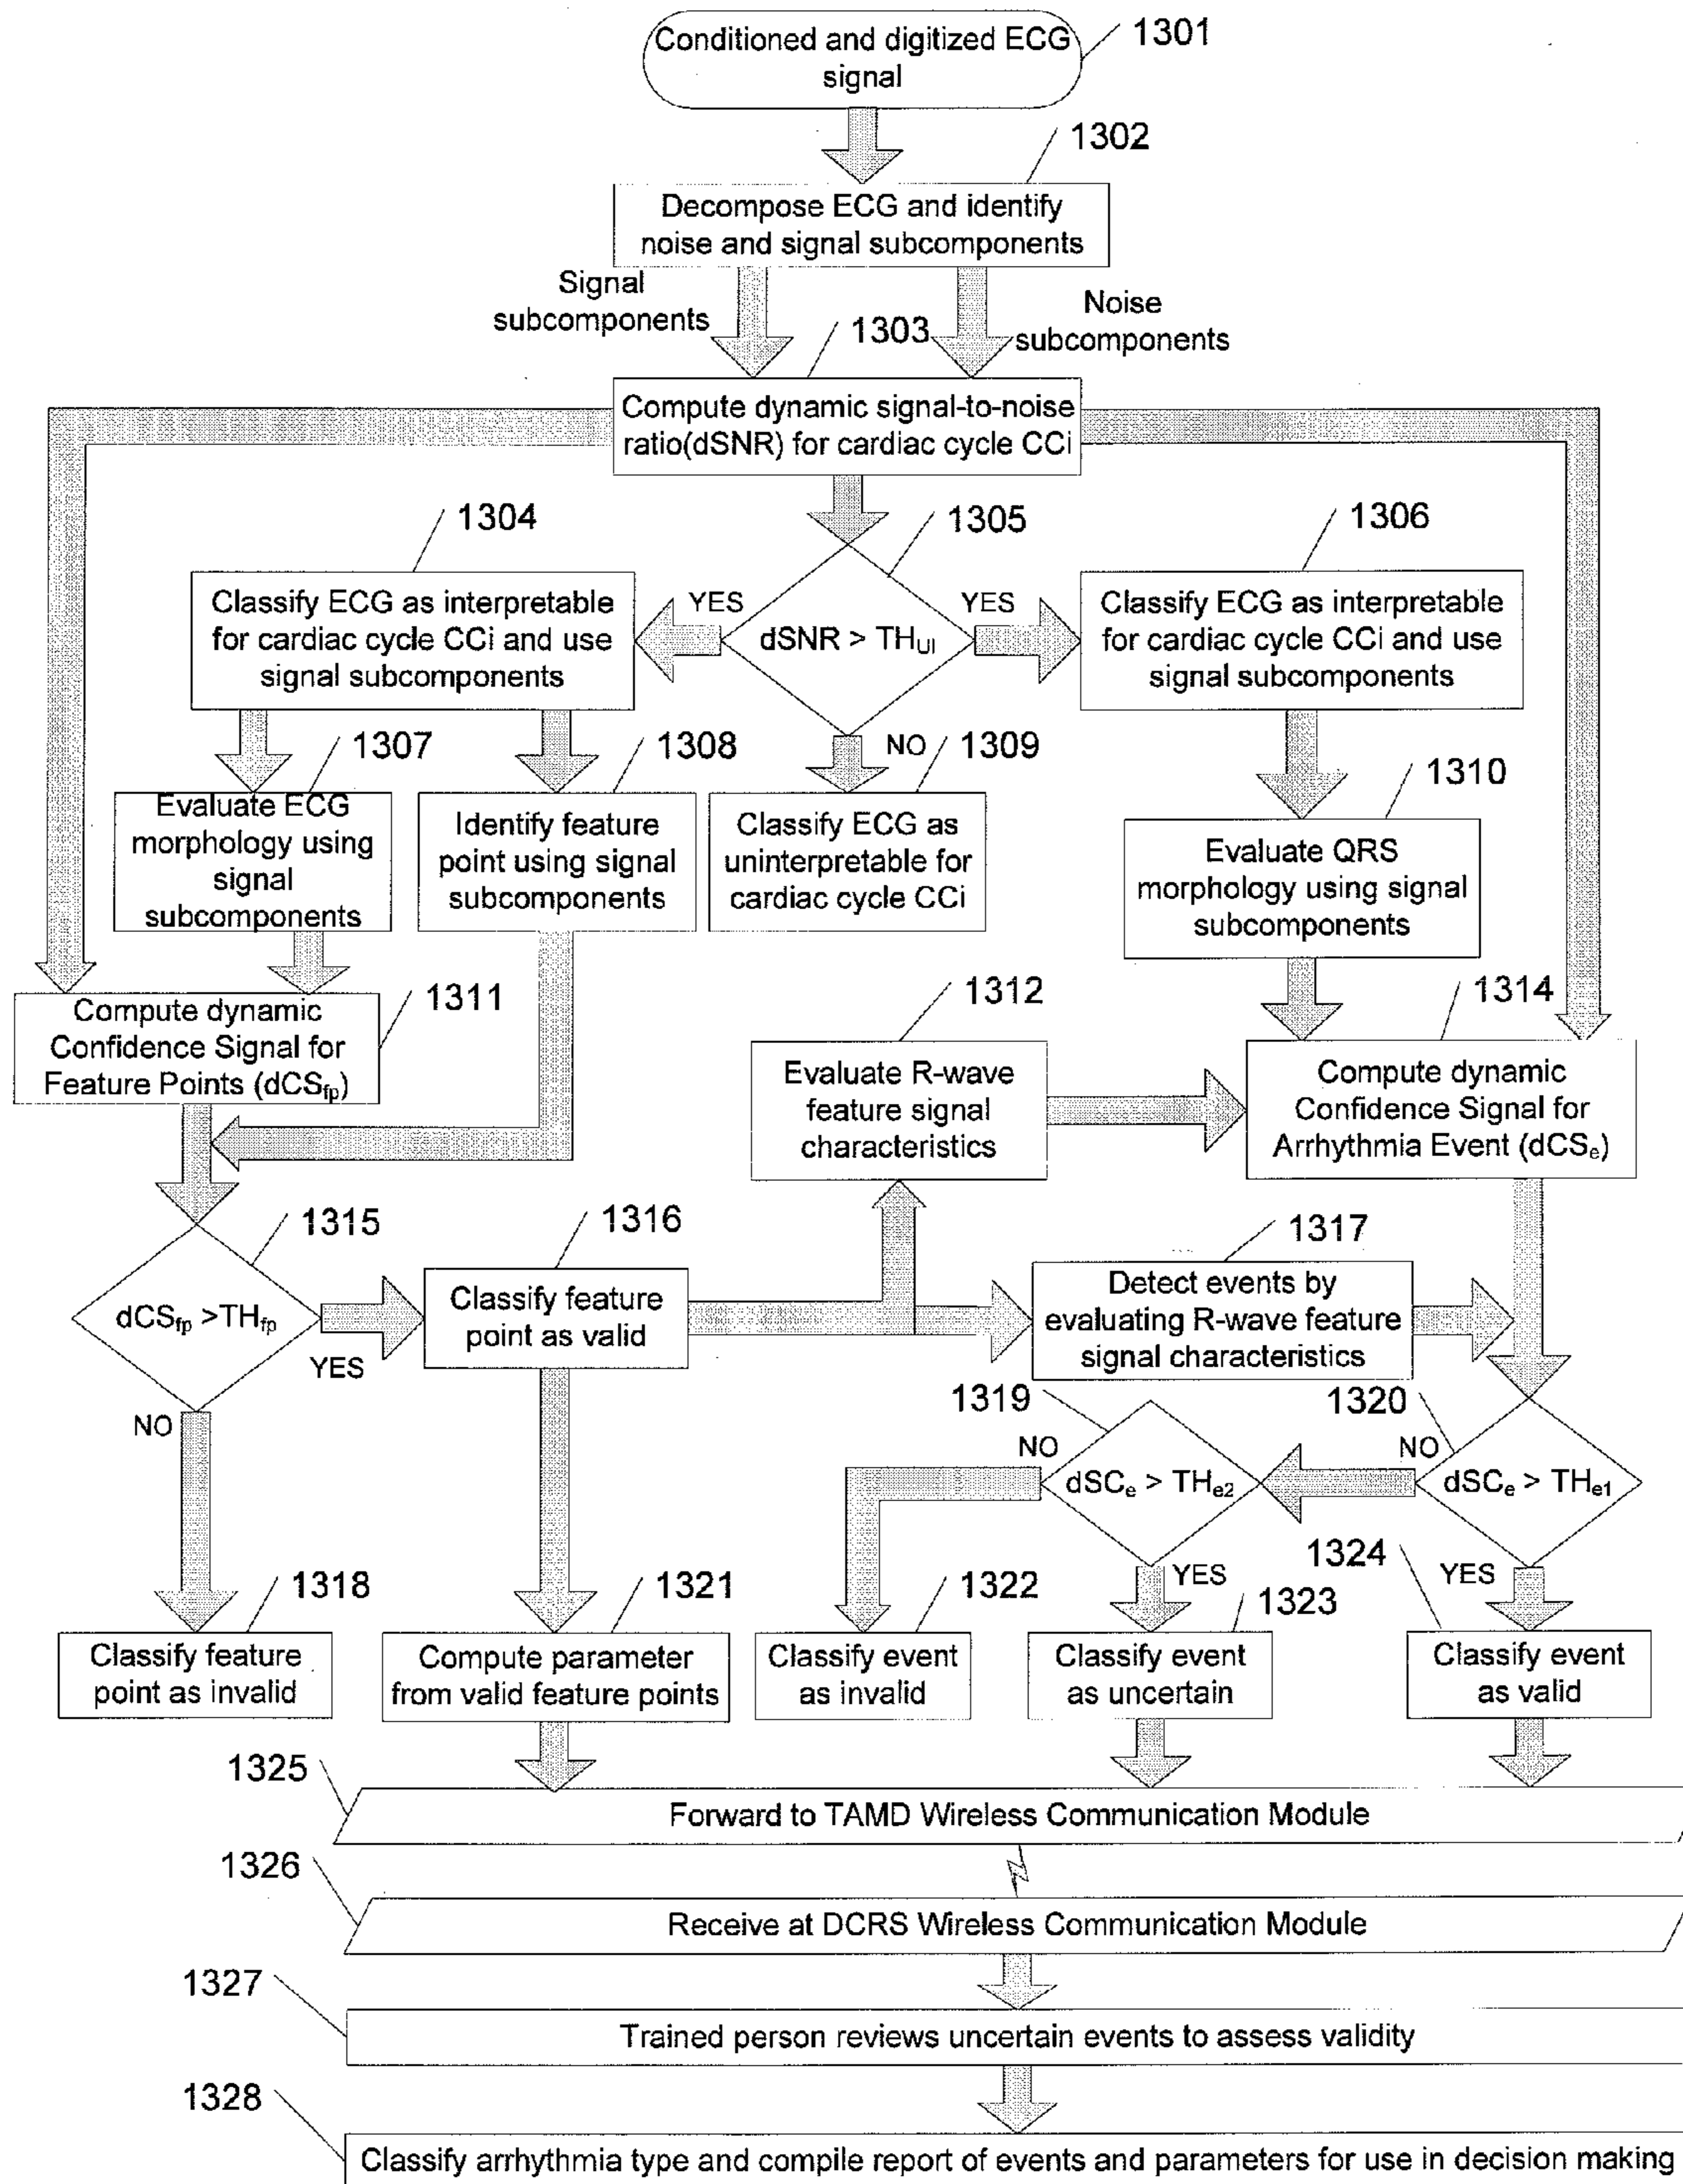 1301
Conditioned and digitized ECG
signal
1302
Decompose ECG and identify
noise and signal subcomponents
Signal
subcomponents
Noise
subcomponents
1303
Compute dynamic signal-to-noise
ratio(dSNR) for cardiac cycle CCi
1304
1305
1306
Classify ECG as interpretable
for cardiac cycle CCi and use
signal subcomponents
YES
dSNR > TH_UI
YES
Classify ECG as interpretable
for cardiac cycle CCi and use
signal subcomponents
1307
1308
NO
1309
1310
Evaluate ECG
morphology using
signal
subcomponents
Identify feature
point using signal
subcomponents
Classify ECG as
uninterpretable for
cardiac cycle CCi
Evaluate QRS
morphology using signal
subcomponents
1311
1312
1314
Compute dynamic
Confidence Signal for
Feature Points (dCS_fp)
Evaluate R-wave
feature signal
characteristics
Compute dynamic
Confidence Signal for
Arrhythmia Event (dCS_e)
1315
1316
1317
dCS_fp >TH_fp
YES
NO
Classify feature
point as valid
Detect events by
evaluating R-wave feature
signal characteristics
1319
1320
NO
dSC_e > TH_e2
NO
dSC_e > TH_e1
YES
1324
YES
1318
1321
1322
1323
Classify feature
point as invalid
Compute parameter
from valid feature points
Classify event
as invalid
Classify event
as uncertain
Classify event
as valid
1325
Forward to TAMD Wireless Communication Module
1326
Receive at DCRS Wireless Communication Module
1327
Trained person reviews uncertain events to assess validity
1328
Classify arrhythmia type and compile report of events and parameters for use in decision making